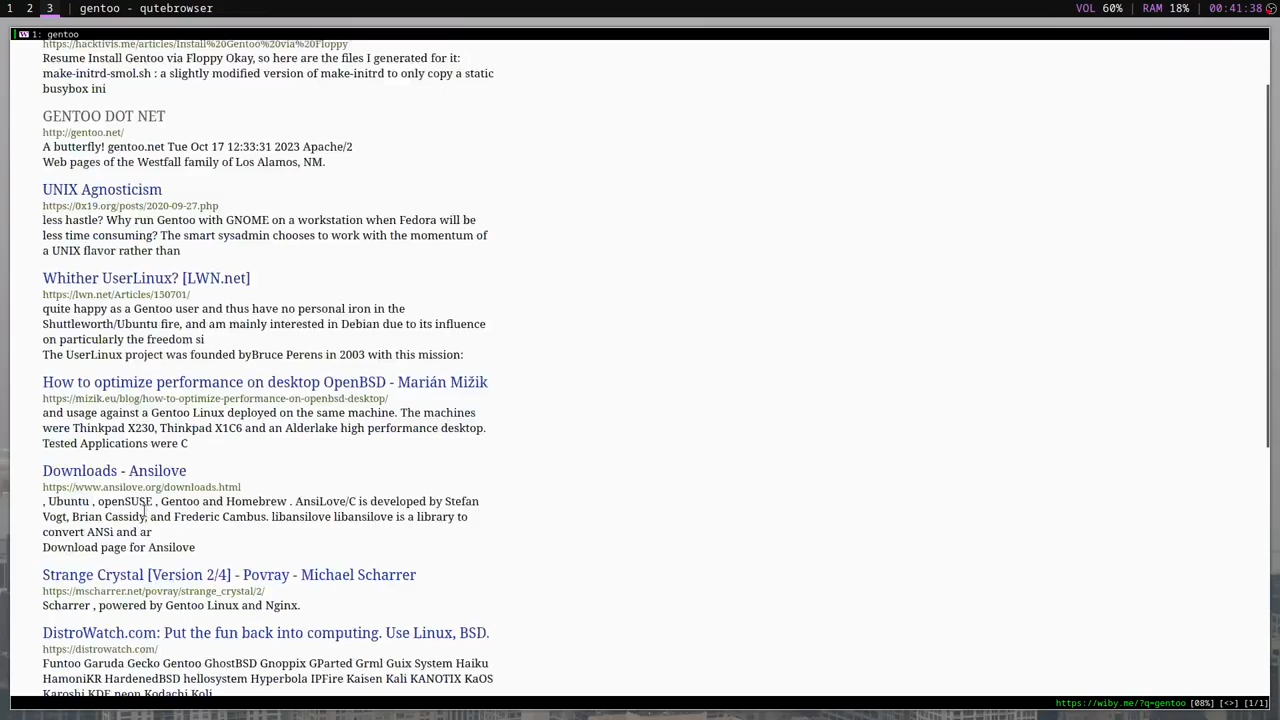 1 2 3 gentoo - qutebrowser VOL 60% | RAM 18% | 00:41:38
1: gentoo
https://hacktivis.me/articles/Install%20Gentoo%20via%20Floppy
Resume Install Gentoo via Floppy Okay, so here are the files I generated for it:
make-initrd-smol.sh : a slightly modified version of make-initrd to only copy a static
busybox ini
GENTOO DOT NET
http://gentoo.net/
A butterfly! gentoo.net Tue Oct 17 12:33:31 2023 Apache/2
Web pages of the Westfall family of Los Alamos, NM.
UNIX Agnosticism
https://0x19.org/posts/2020-09-27.php
less hastle? Why run Gentoo with GNOME on a workstation when Fedora will be
less time consuming? The smart sysadmin chooses to work with the momentum of
a UNIX flavor rather than
Whither UserLinux? [LWN.net]
https://lwn.net/Articles/150701/
quite happy as a Gentoo user and thus have no personal iron in the
Shuttleworth/Ubuntu fire, and am mainly interested in Debian due to its influence
on particularly the freedom si
The UserLinux project was founded byBruce Perens in 2003 with this mission:
How to optimize performance on desktop OpenBSD - Marián Mižik
https://mizik.eu/blog/how-to-optimize-performance-on-openbsd-desktop/
and usage against a Gentoo Linux deployed on the same machine. The machines
were Thinkpad X230, Thinkpad X1C6 and an Alderlake high performance desktop.
Tested Applications were C
Downloads - Ansilove
https://www.ansilove.org/downloads.html
, Ubuntu , openSUSE , Gentoo and Homebrew . AnsiLove/C is developed by Stefan
Vogt, Brian Cassidy, and Frederic Cambus. libansilove libansilove is a library to
convert ANSi and ar
Download page for Ansilove
Strange Crystal [Version 2/4] - Povray - Michael Scharrer
https://mscharrer.net/povray/strange_crystal/2/
Scharrer , powered by Gentoo Linux and Nginx.
DistroWatch.com: Put the fun back into computing. Use Linux, BSD.
https://distrowatch.com/
Funtoo Garuda Gecko Gentoo GhostBSD Gnoppix GParted Grml Guix System Haiku
HamoniKR HardenedBSD hellosystem Hyperbola IPFire Kaisen Kali KANOTIX KaOS
Karoshi KDE neon Kodachi Koli
https://wiby.me/?q=gentoo [08%] [<>] [1/1]